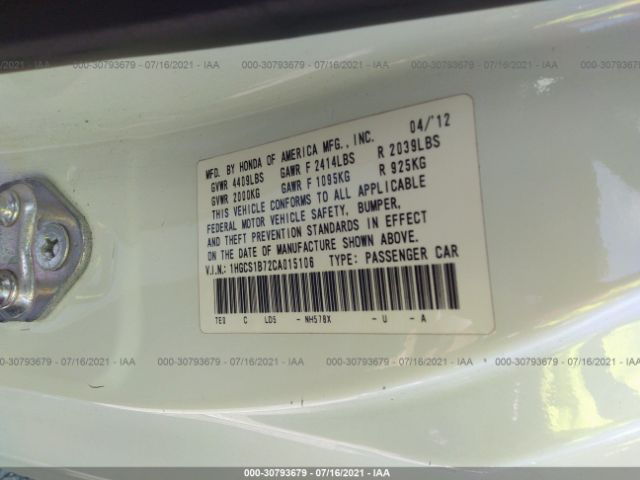 000-30793679 - 07/16/2021 - IAA
MFD. BY HONDA OF AMERICA MFG., INC. 04/'12
GVWR 4409LBS GAWR F 2414LBS R 2039LBS
GVWR 2000KG GAWR F 1095KG R 925KG
THIS VEHICLE CONFORMS TO ALL APPLICABLE
FEDERAL MOTOR VEHICLE SAFETY, BUMPER,
AND THEFT PREVENTION STANDARDS IN EFFECT
ON THE DATE OF MANUFACTURE SHOWN ABOVE.
V.I.N.: 1HGCS1B72CA015106 TYPE: PASSENGER CAR
TE0 C LD5 - NH578X - U - A
000-30793679 - 07/16/2021 - IAA
000-30793679 - 07/16/2021 - IAA